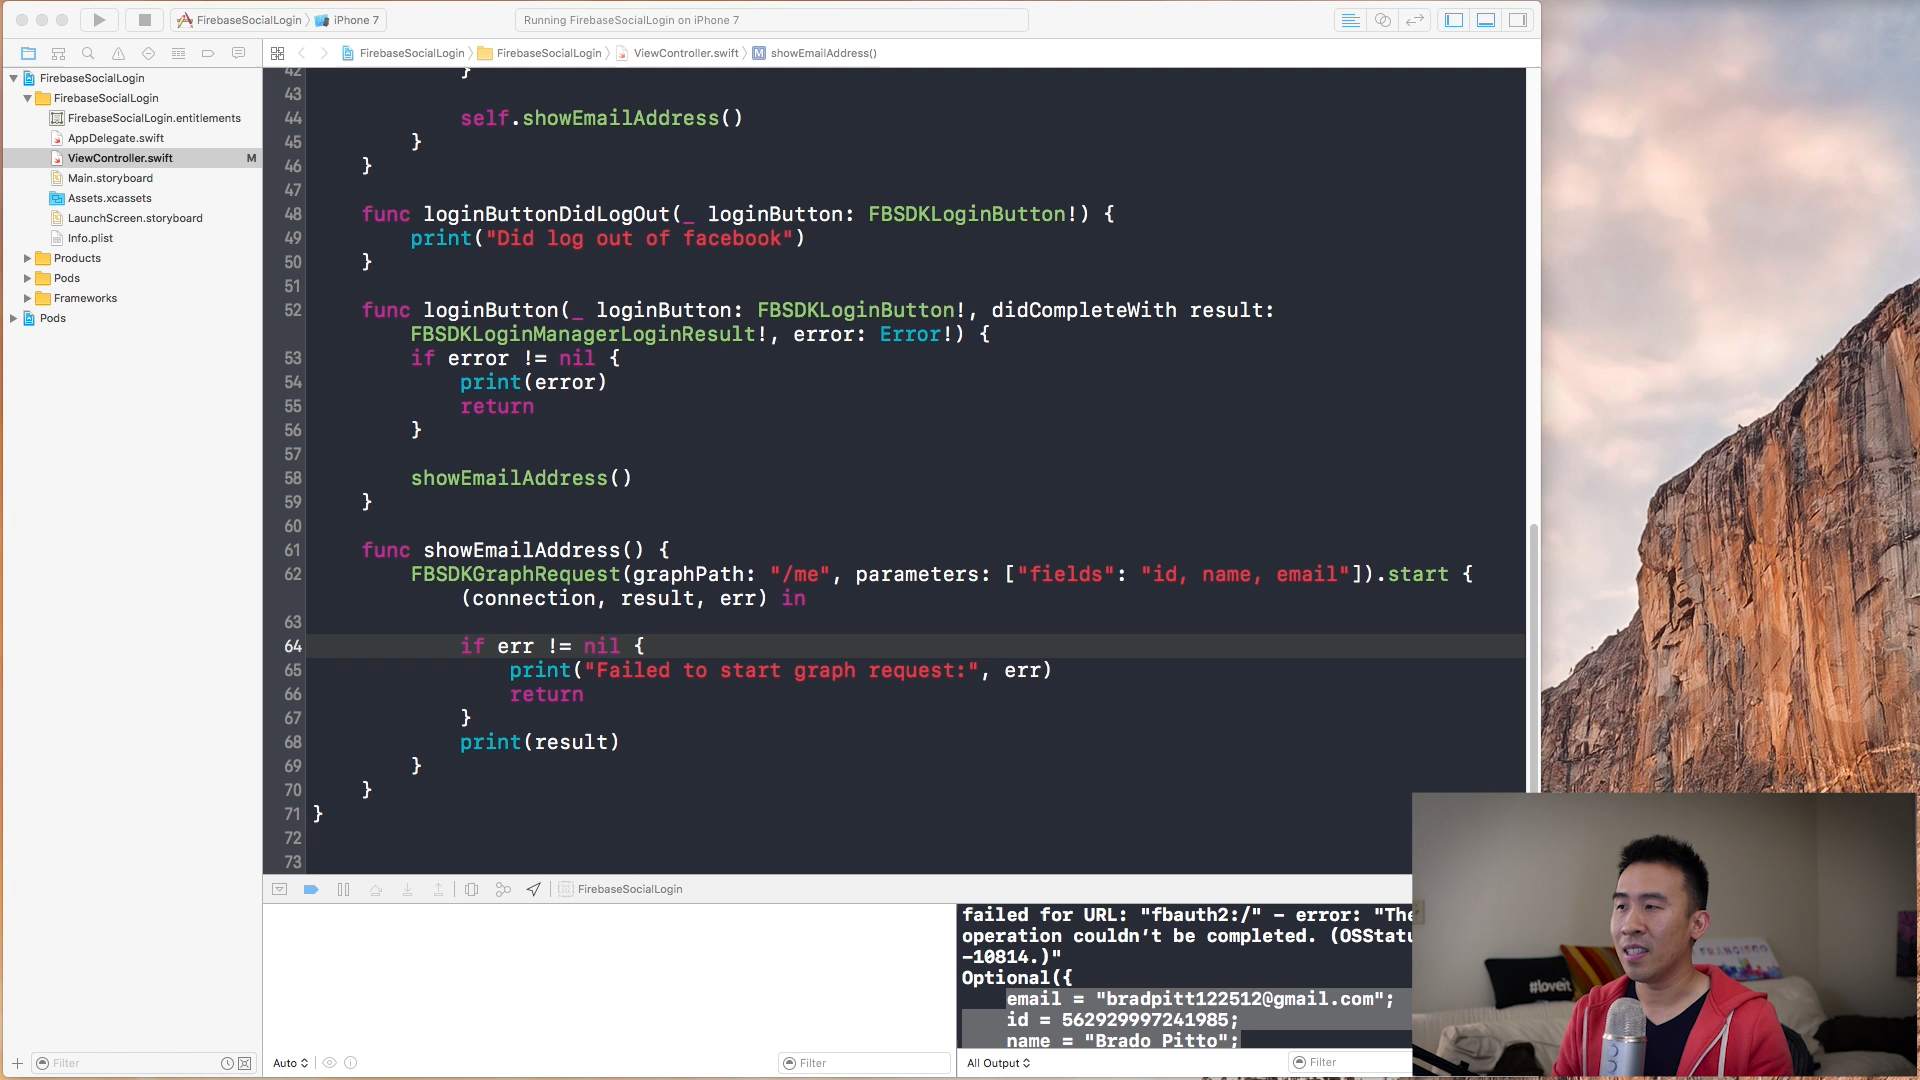 FirebaseSocialLogin
iPhone 7
Running FirebaseSocialLogin on iPhone 7
FirebaseSocialLogin
FirebaseSocialLogin
ViewController.swift
M
showEmailAddress()
FirebaseSocialLogin
FirebaseSocialLogin
FirebaseSocialLogin.entitlements
AppDelegate.swift
ViewController.swift
M
Main.storyboard
Assets.xcassets
LaunchScreen.storyboard
Info.plist
Products
Pods
Frameworks
Pods
42 }
43
44 self.showEmailAddress()
45 }
46 }
47
48 func loginButtonDidLogOut(_ loginButton: FBSDKLoginButton!) {
49 print("Did log out of facebook")
50 }
51
52 func loginButton(_ loginButton: FBSDKLoginButton!, didCompleteWith result:
FBSDKLoginManagerLoginResult!, error: Error!) {
53 if error != nil {
54 print(error)
55 return
56 }
57
58 showEmailAddress()
59 }
60
61 func showEmailAddress() {
62 FBSDKGraphRequest(graphPath: "/me", parameters: ["fields": "id, name, email"]).start {
(connection, result, err) in
63
64 if err != nil {
65 print("Failed to start graph request:", err)
66 return
67 }
68 print(result)
69 }
70 }
71 }
72
73
FirebaseSocialLogin
failed for URL: "fbauth2:/" - error: "The
operation couldn't be completed. (OSStatu
-10814.)"
Optional({
email = "bradpitt122512@gmail.com";
id = 562929997241985;
name = "Brado Pitto";
Filter
Auto
Filter
All Output
Filter
#loveit
FRANCISCO